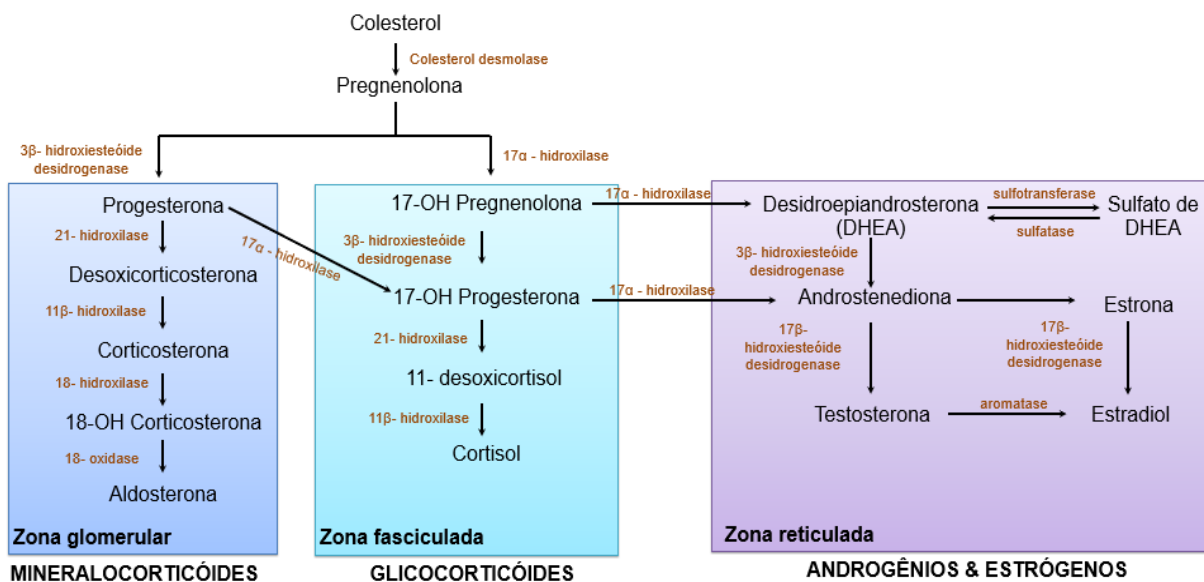 Colesterol
Colesterol desmolase
Pregnenolona
3β- hidroxiesteóide
desidrogenase
17α - hidroxilase
Progesterona
21- hidroxilase
Desoxicorticosterona
11β- hidroxilase
Corticosterona
18- hidroxilase
18-OH Corticosterona
18- oxidase
Aldosterona
Zona glomerular
MINERALOCORTICÓIDES
17α - hidroxilase
17-OH Pregnenolona
3β- hidroxiesteóide
desidrogenase
17-OH Progesterona
21- hidroxilase
11- desoxicortisol
11β- hidroxilase
Cortisol
Zona fasciculada
GLICOCORTICÓIDES
17α - hidroxilase
17α - hidroxilase
Desidroepiandrosterona
(DHEA)
sulfotransferase
sulfatase
Sulfato de
DHEA
3β- hidroxiesteóide
desidrogenase
Androstenediona
Estrona
17β-
hidroxiesteóide
desidrogenase
17β-
hidroxiesteóide
desidrogenase
Testosterona
aromatase
Estradiol
Zona reticulada
ANDROGÊNIOS & ESTRÓGENOS